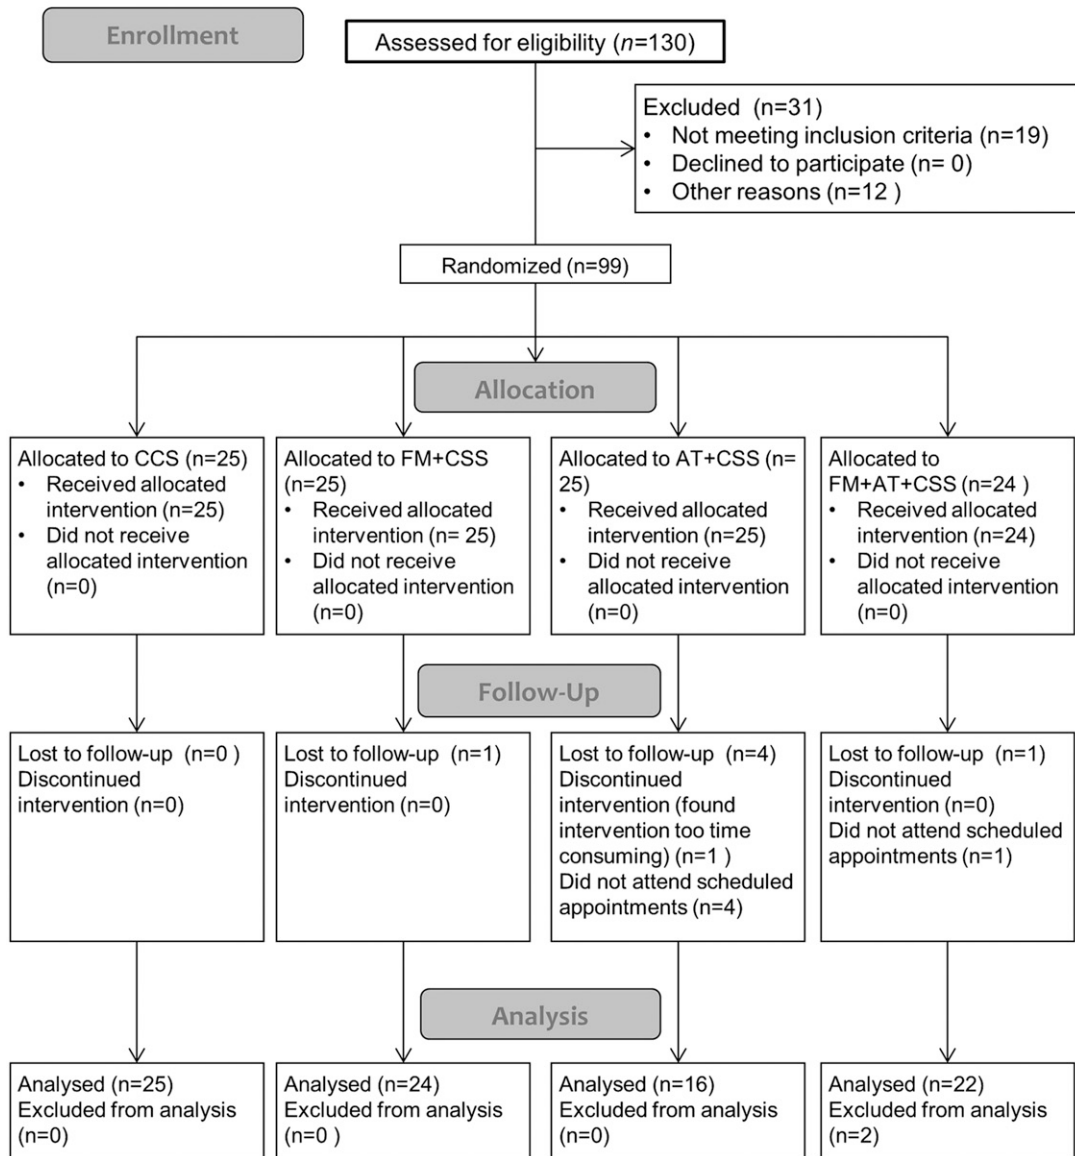 Enrollment
Assessed for eligibility (n=130)
Excluded (n=31)
• Not meeting inclusion criteria (n=19)
• Declined to participate (n= 0)
• Other reasons (n=12 )
Randomized (n=99)
Allocation
Allocated to CCS (n=25)
• Received allocated
intervention (n=25)
• Did not receive
allocated intervention
(n=0)
Allocated to FM+CSS
(n=25)
• Received allocated
intervention (n= 25)
• Did not receive
allocated intervention
(n=0)
Allocated to AT+CSS (n=
25)
• Received allocated
intervention (n=25)
• Did not receive
allocated intervention
(n=0)
Allocated to
FM+AT+CSS (n=24 )
• Received allocated
intervention (n=24)
• Did not receive
allocated intervention
(n=0)
Follow-Up
Lost to follow-up (n=0 )
Discontinued
intervention (n=0)
Lost to follow-up (n=1)
Discontinued
intervention (n=0)
Lost to follow-up (n=4)
Discontinued
intervention (found
intervention too time
consuming) (n=1 )
Did not attend scheduled
appointments (n=4)
Lost to follow-up (n=1)
Discontinued
intervention (n=0)
Did not attend scheduled
appointments (n=1)
Analysis
Analysed (n=25)
Excluded from analysis
(n=0)
Analysed (n=24)
Excluded from analysis
(n=0 )
Analysed (n=16)
Excluded from analysis
(n=0)
Analysed (n=22)
Excluded from analysis
(n=2)